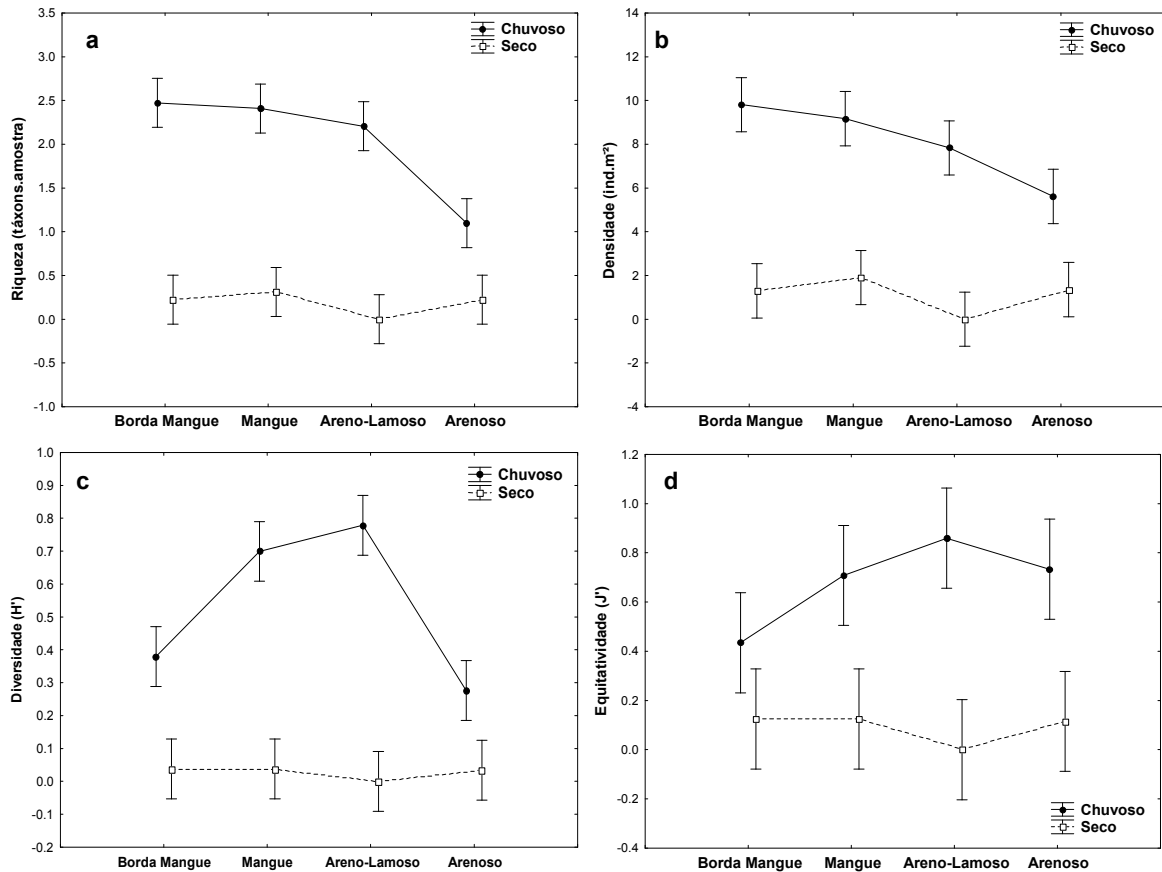 a
Chuvoso
Seco
Riqueza (táxons.amostra)
3.5
3.0
2.5
2.0
1.5
1.0
0.5
0.0
-0.5
-1.0
Borda Mangue Mangue Areno-Lamoso Arenoso
b
Chuvoso
Seco
Densidade (ind.m⁻²)
14
12
10
8
6
4
2
0
-2
-4
Borda Mangue Mangue Areno-Lamoso Arenoso
c
Chuvoso
Seco
Diversidade (H')
1.0
0.9
0.8
0.7
0.6
0.5
0.4
0.3
0.2
0.1
0.0
-0.1
-0.2
Borda Mangue Mangue Areno-Lamoso Arenoso
d
Equitatividade (J')
1.2
1.0
0.8
0.6
0.4
0.2
0.0
-0.2
-0.4
Chuvoso
Seco
Borda Mangue Mangue Areno-Lamoso Arenoso